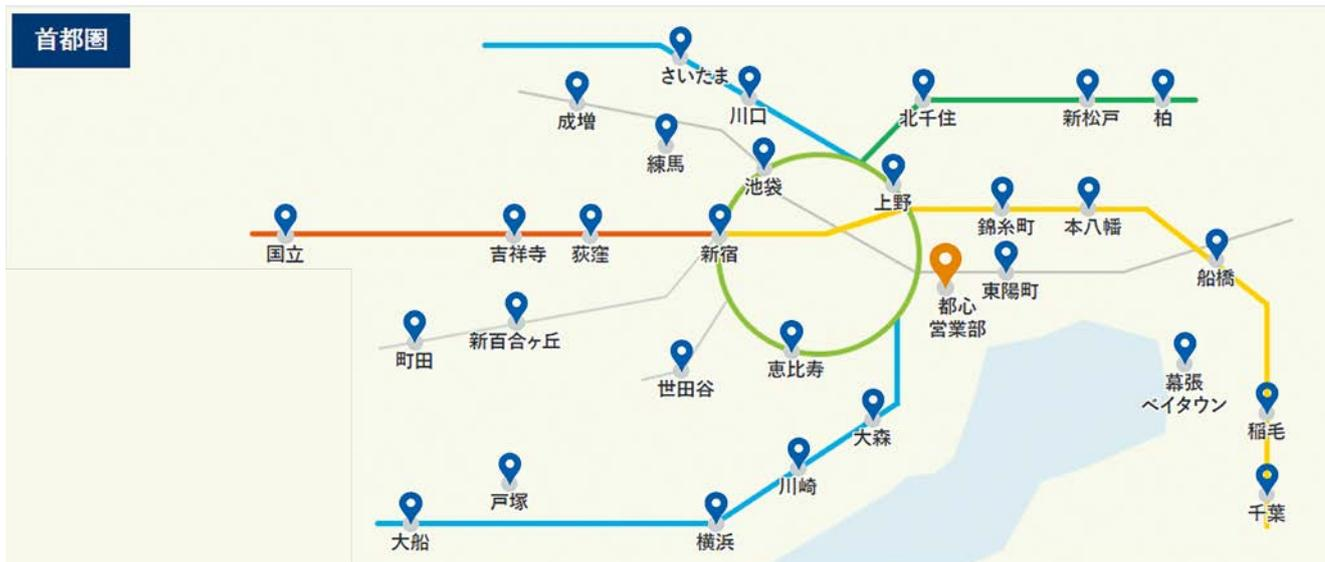 首都圏
さいたま
成増
川口
北千住
新松戸
柏
練馬
池袋
上野
錦糸町
本八幡
国立
吉祥寺
荻窪
新宿
船橋
東陽町
都心
営業部
町田
新百合ヶ丘
世田谷
恵比寿
幕張
ベイタウン
稲毛
大森
川崎
戸塚
千葉
大船
横浜